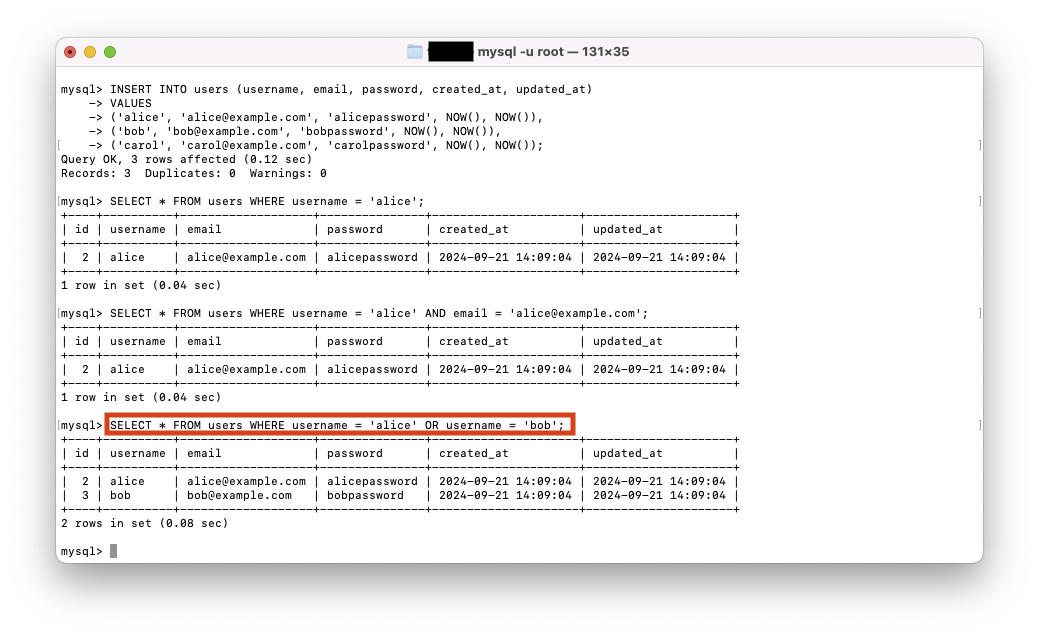 mysql -u root — 131×35
mysql> INSERT INTO users (username, email, password, created_at, updated_at)
    -> VALUES
    -> ('alice', 'alice@example.com', 'alicepassword', NOW(), NOW()),
    -> ('bob', 'bob@example.com', 'bobpassword', NOW(), NOW()),
[    -> ('carol', 'carol@example.com', 'carolpassword', NOW(), NOW()); ]
Query OK, 3 rows affected (0.12 sec)
Records: 3  Duplicates: 0  Warnings: 0
[mysql> SELECT * FROM users WHERE username = 'alice'; ]
+----+----------+-------------------+---------------+---------------------+---------------------+
| id | username | email             | password      | created_at          | updated_at          |
+----+----------+-------------------+---------------+---------------------+---------------------+
|  2 | alice    | alice@example.com | alicepassword | 2024-09-21 14:09:04 | 2024-09-21 14:09:04 |
+----+----------+-------------------+---------------+---------------------+---------------------+
1 row in set (0.04 sec)
[mysql> SELECT * FROM users WHERE username = 'alice' AND email = 'alice@example.com'; ]
+----+----------+-------------------+---------------+---------------------+---------------------+
| id | username | email             | password      | created_at          | updated_at          |
+----+----------+-------------------+---------------+---------------------+---------------------+
|  2 | alice    | alice@example.com | alicepassword | 2024-09-21 14:09:04 | 2024-09-21 14:09:04 |
+----+----------+-------------------+---------------+---------------------+---------------------+
1 row in set (0.04 sec)
[mysql> SELECT * FROM users WHERE username = 'alice' OR username = 'bob'; ]
+----+----------+-------------------+---------------+---------------------+---------------------+
| id | username | email             | password      | created_at          | updated_at          |
+----+----------+-------------------+---------------+---------------------+---------------------+
|  2 | alice    | alice@example.com | alicepassword | 2024-09-21 14:09:04 | 2024-09-21 14:09:04 |
|  3 | bob      | bob@example.com   | bobpassword   | 2024-09-21 14:09:04 | 2024-09-21 14:09:04 |
+----+----------+-------------------+---------------+---------------------+---------------------+
2 rows in set (0.08 sec)
mysql>